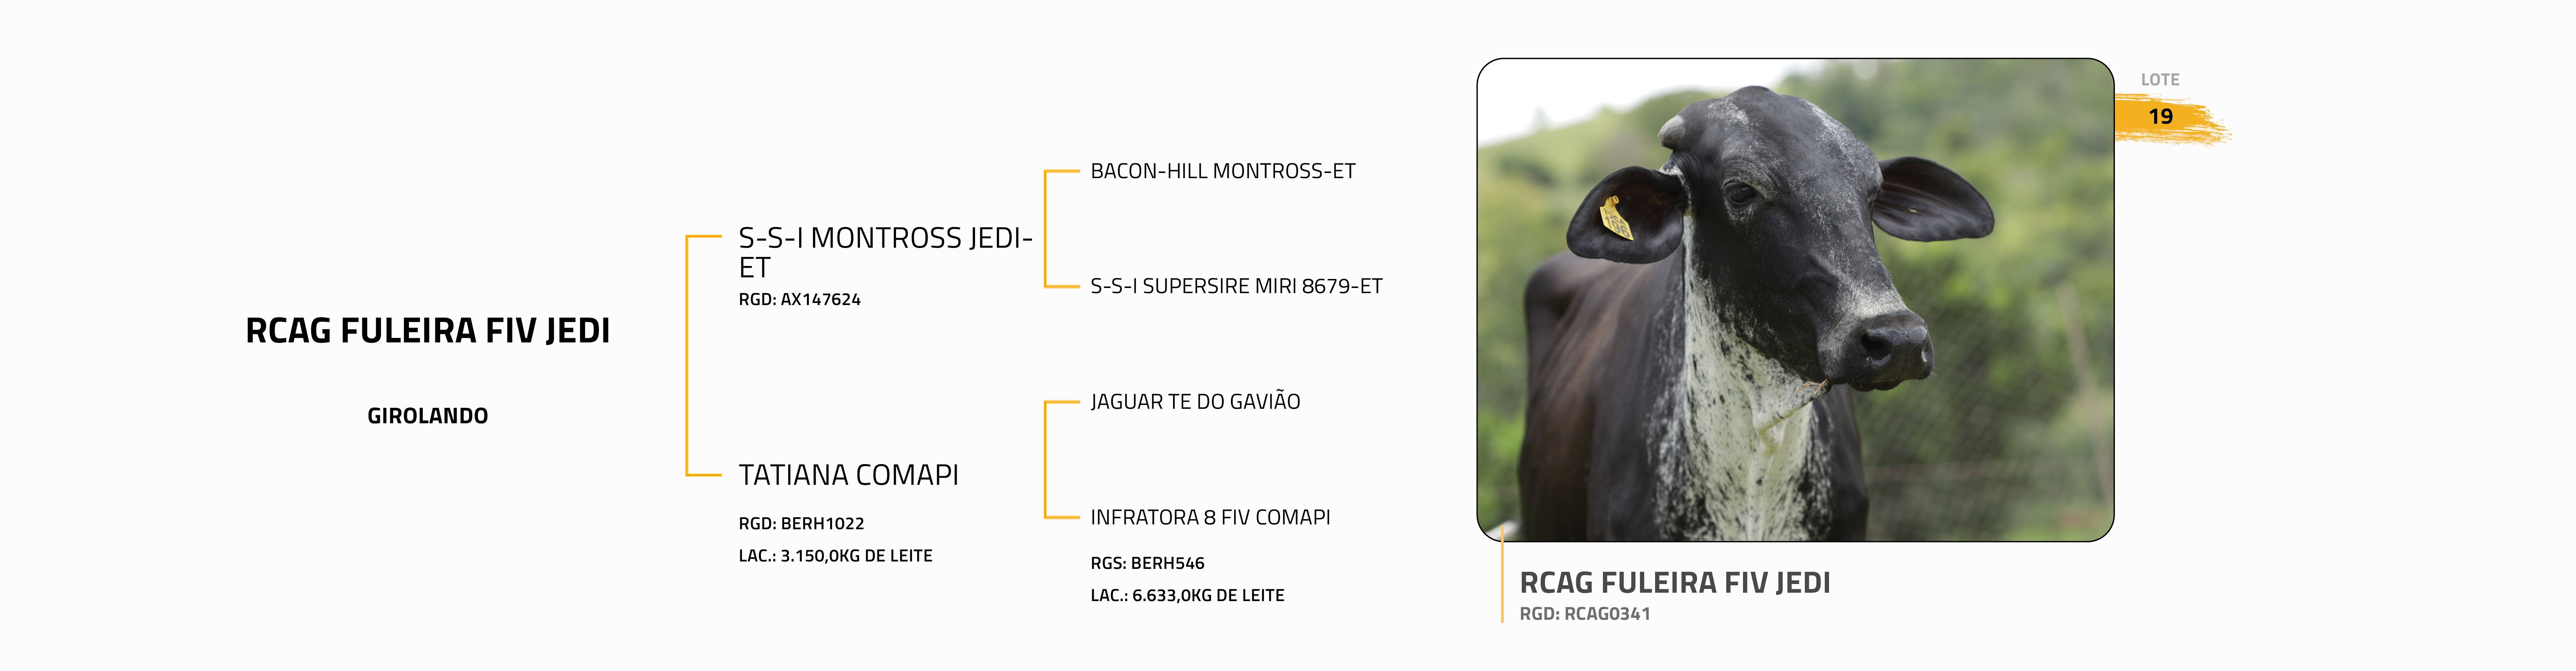 RCAG FULEIRA FIV JEDI
GIROLANDO
S-S-I MONTROSS JEDI-
ET
RGD: AX147624
TATIANA COMAPI
RGD: BERH1022
LAC.: 3.150,0KG DE LEITE
BACON-HILL MONTROSS-ET
S-S-I SUPERSIRE MIRI 8679-ET
JAGUAR TE DO GAVIÃO
INFRATORA 8 FIV COMAPI
RGS: BERH546
LAC.: 6.633,0KG DE LEITE
LOTE
19
RCAG FULEIRA FIV JEDI
RGD: RCAG0341